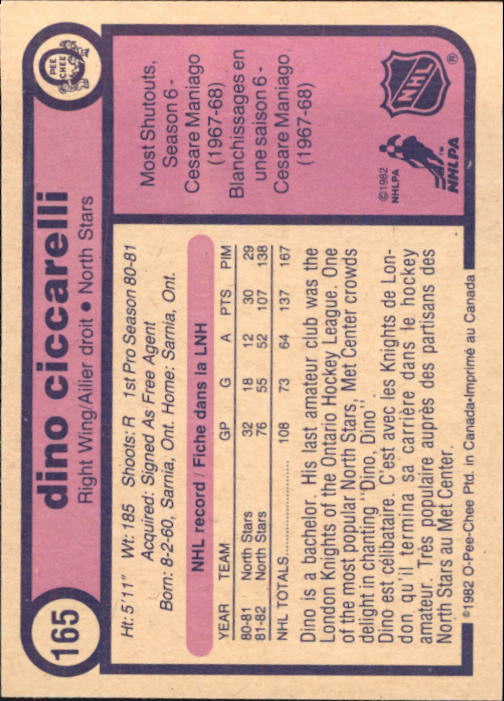 165
dino ciccarelli
Right Wing/Ailier droit • North Stars
O PEE CHEE
Ht: 5'11" Wt: 185 Shoots: R 1st Pro Season 80-81
Acquired: Signed As Free Agent
Born: 8-2-60, Sarnia, Ont. Home: Sarnia, Ont.
NHL record / Fiche dans la LNH
YEAR TEAM GP G A PTS PIM
80-81 North Stars 32 18 12 30 29
81-82 North Stars 76 55 52 107 138
NHL TOTALS 108 73 64 137 167
Dino is a bachelor. His last amateur club was the
London Knights of the Ontario Hockey League. One
of the most popular North Stars, Met Center crowds
delight in chanting "Dino, Dino".
Dino est célibataire. C'est avec les Knights de Lon-
don qu'il termina sa carrière dans le hockey
amateur. Très populaire auprès des partisans des
North Stars au Met Center.
©1982 O-Pee-Chee Ptd. in Canada-Imprimé au Canada
Most Shutouts,
Season 6 -
Cesare Maniago
(1967-68)
Blanchissages en
une saison 6 -
Cesare Maniago,
(1967-68)
©1982
NHLPA
NHLPA™
NHL
®